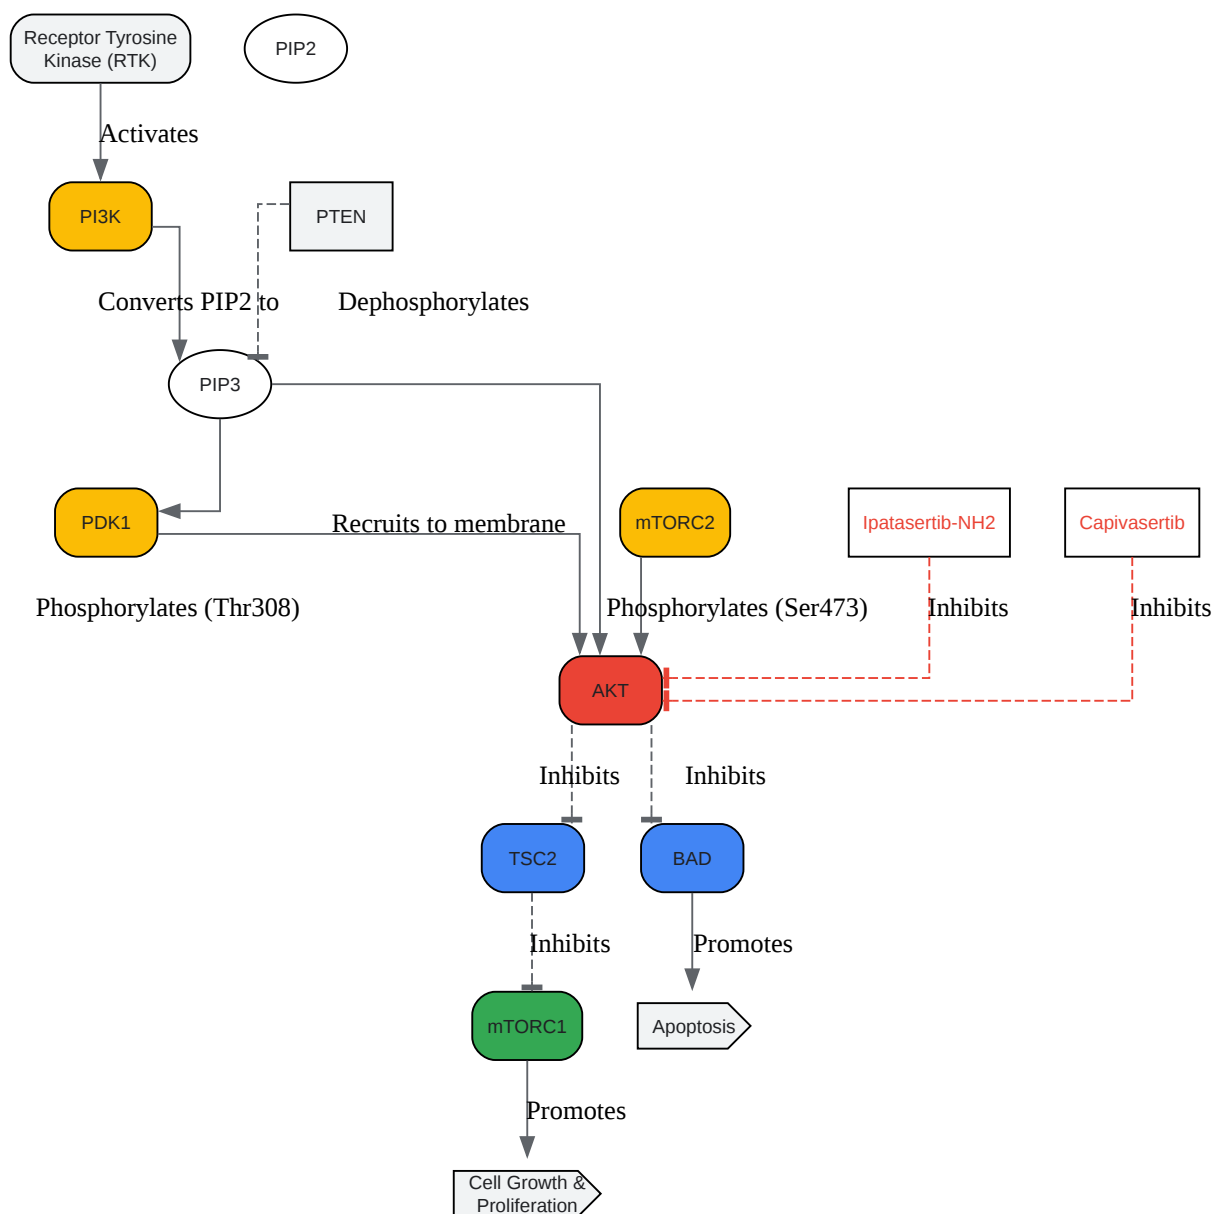 Receptor Tyrosine
Kinase (RTK)
PIP2
Activates
PI3K
PTEN
Converts PIP2 to
Dephosphorylates
PIP3
PDK1
Recruits to membrane
mTORC2
Ipatasertib-NH2
Capivasertib
Phosphorylates (Thr308)
Phosphorylates (Ser473)
Inhibits
Inhibits
AKT
Inhibits
Inhibits
TSC2
BAD
Inhibits
Promotes
mTORC1
Apoptosis
Promotes
Cell Growth &
Proliferation